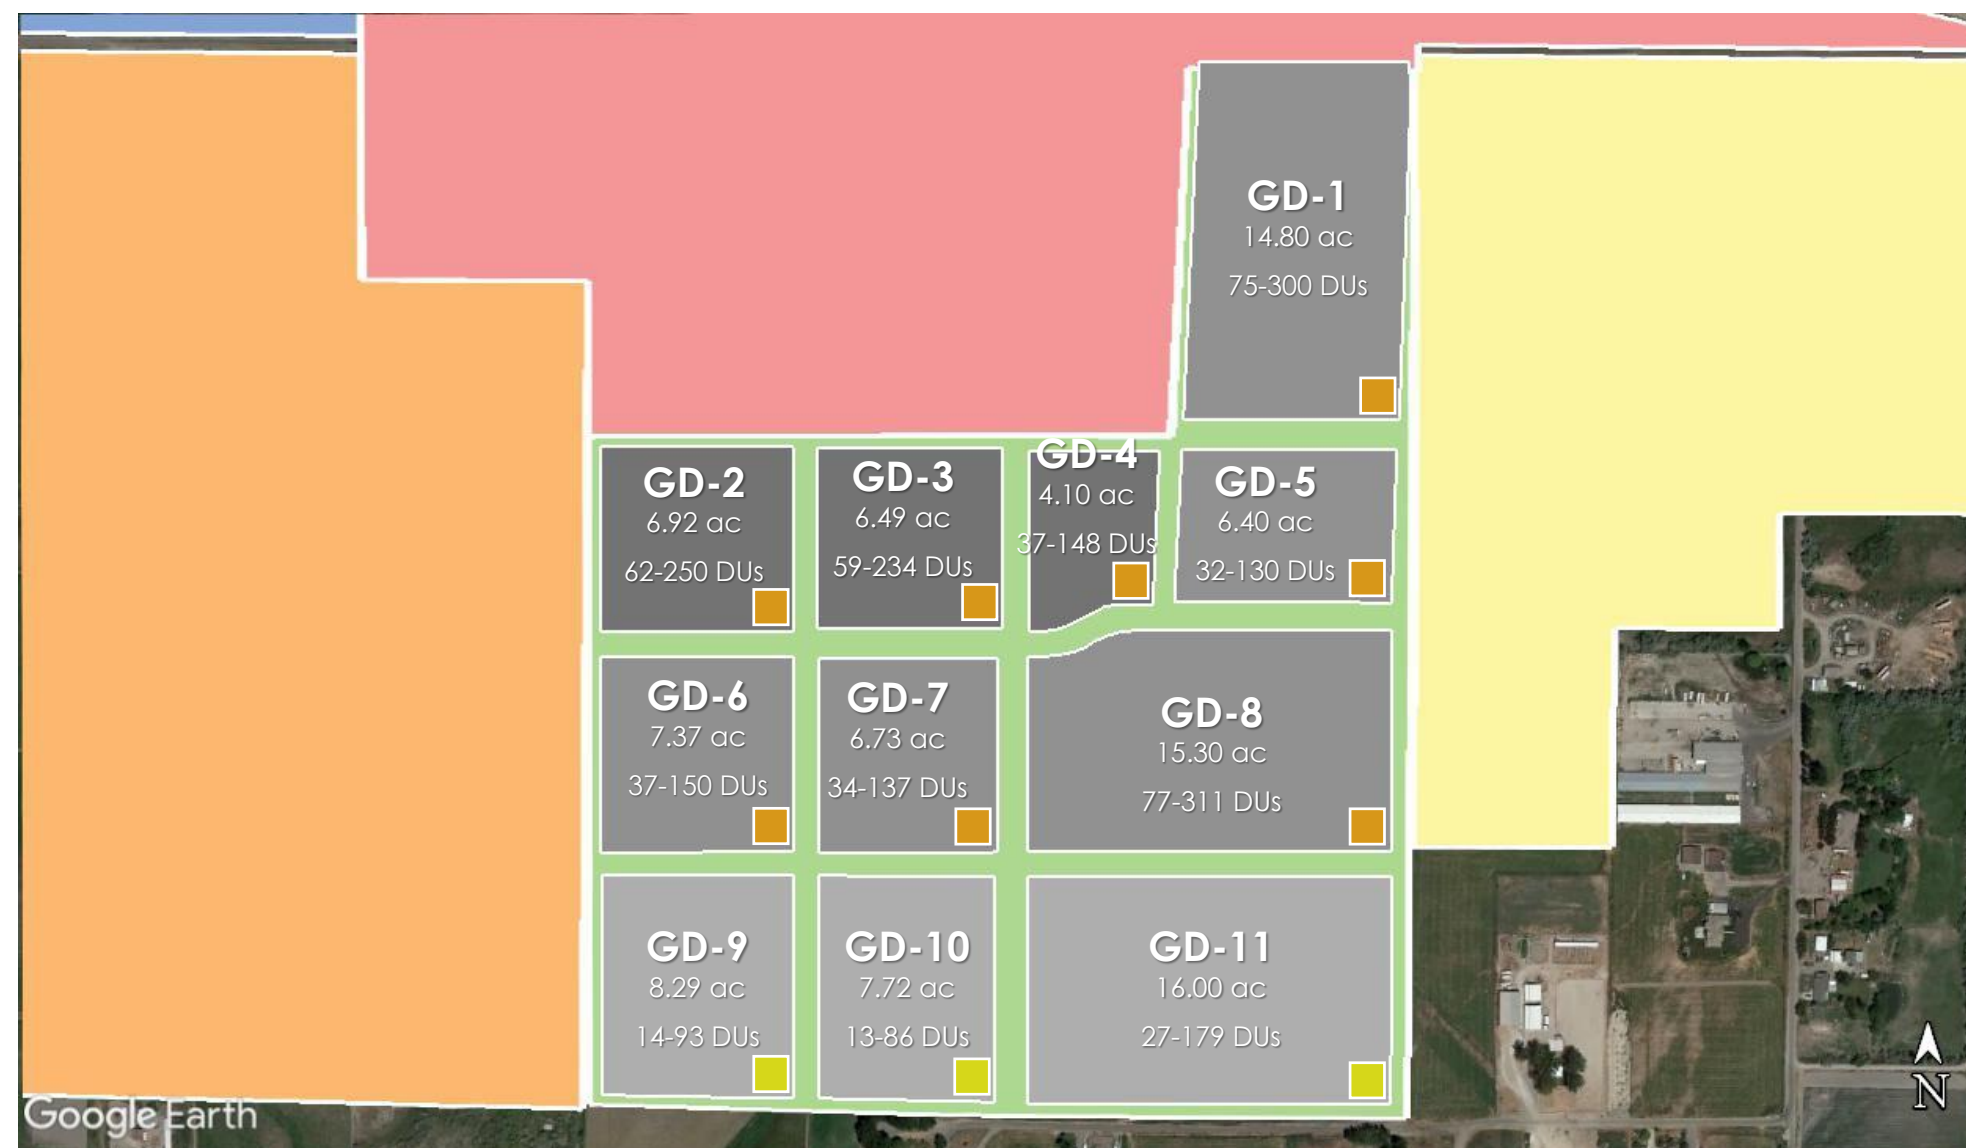 GD-1
14.80 ac
75-300 DUs
GD-2
6.92 ac
62-250 DUs
GD-3
6.49 ac
59-234 DUs
GD-4
4.10 ac
37-148 DUs
GD-5
6.40 ac
32-130 DUs
GD-6
7.37 ac
37-150 DUs
GD-7
6.73 ac
34-137 DUs
GD-8
15.30 ac
77-311 DUs
GD-9
8.29 ac
14-93 DUs
GD-10
7.72 ac
13-86 DUs
GD-11
16.00 ac
27-179 DUs
Google Earth
N